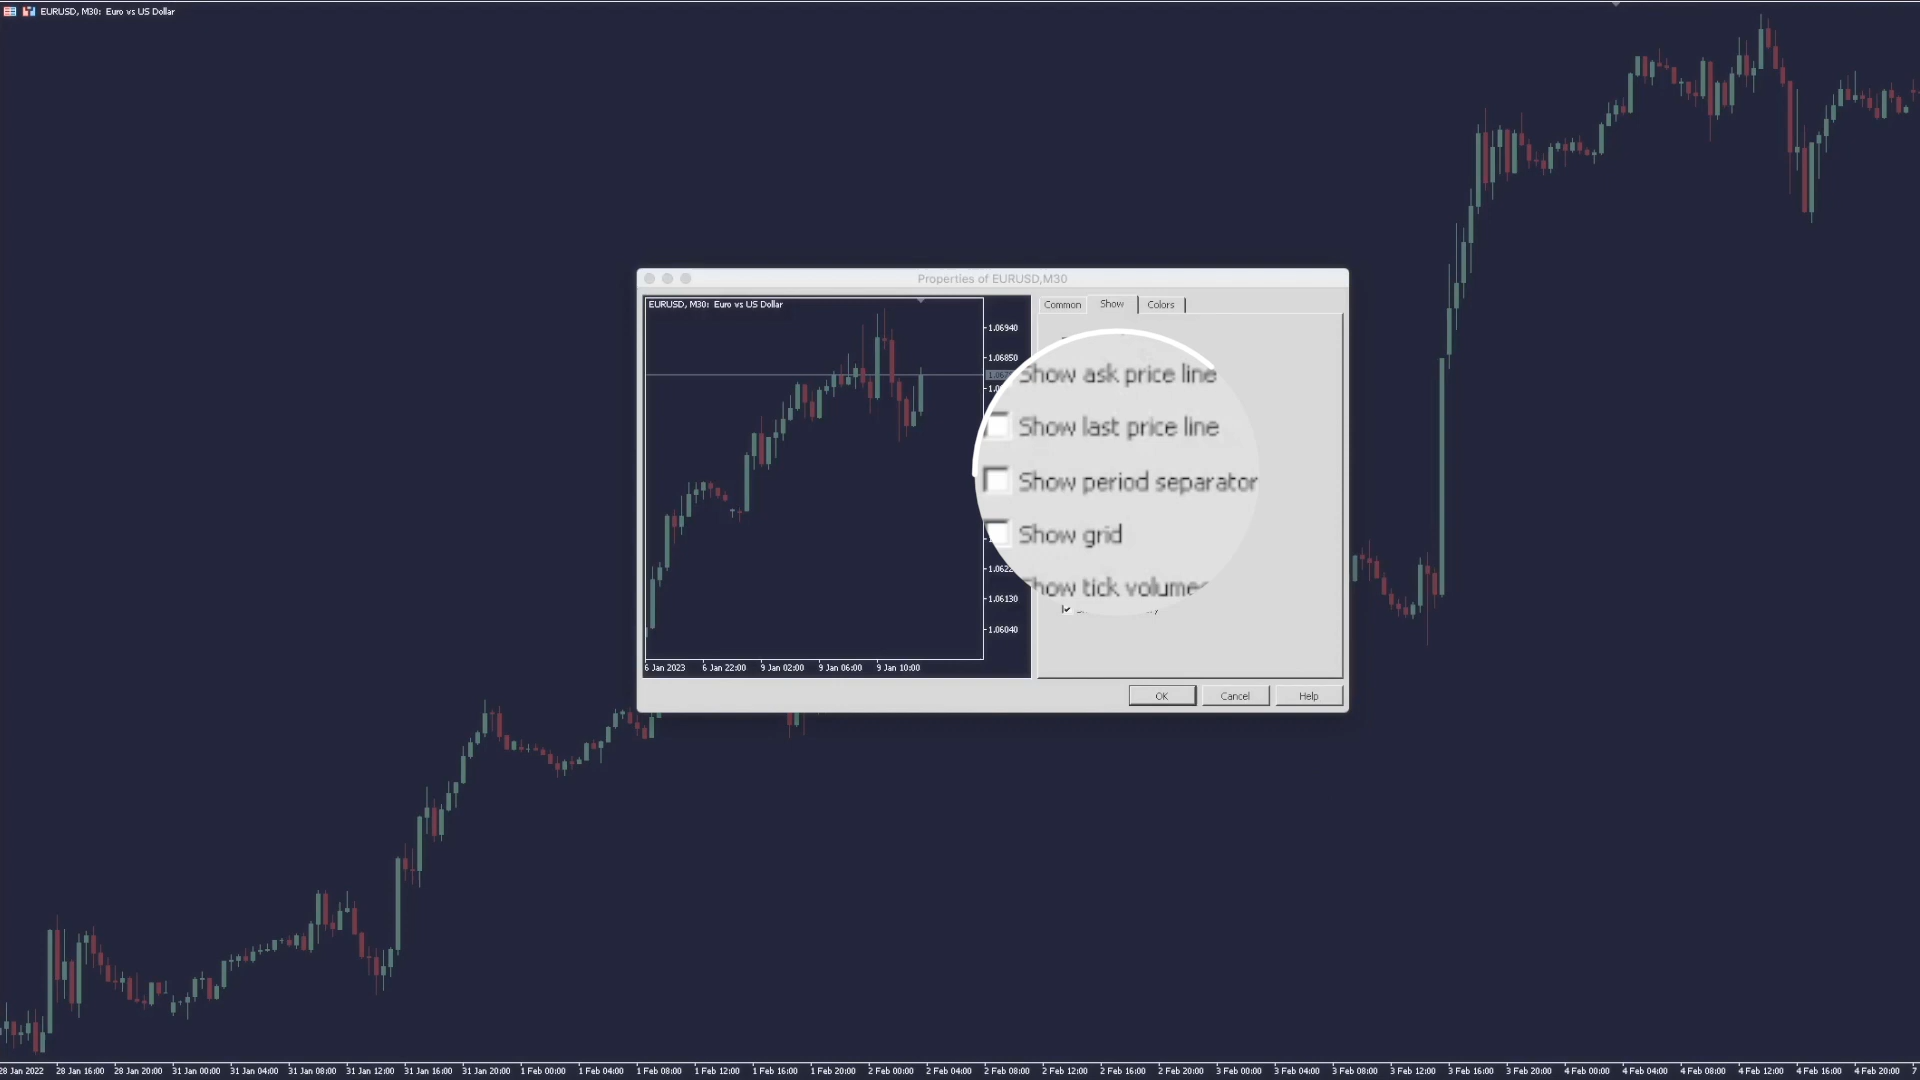 EURUSD, M30: Euro vs US Dollar
Properties of EURUSD,M30
EURUSD, M30: Euro vs US Dollar
Common Show Colors
1.06940
1.06850
Show ask price line
Show last price line
Show period separator
Show grid
Show tick volumes
1.06130
1.06040
6 Jan 2023 6 Jan 22:00 9 Jan 02:00 9 Jan 06:00 9 Jan 10:00
OK Cancel Help
28 Jan 2022 28 Jan 16:00 28 Jan 20:00 31 Jan 00:00 31 Jan 04:00 31 Jan 08:00 31 Jan 12:00 31 Jan 16:00 31 Jan 20:00 1 Feb 00:00 1 Feb 04:00 1 Feb 08:00 1 Feb 12:00 1 Feb 16:00 1 Feb 20:00 2 Feb 00:00 2 Feb 04:00 2 Feb 08:00 2 Feb 12:00 2 Feb 16:00 2 Feb 20:00 3 Feb 00:00 3 Feb 04:00 3 Feb 08:00 3 Feb 12:00 3 Feb 16:00 3 Feb 20:00 4 Feb 00:00 4 Feb 04:00 4 Feb 08:00 4 Feb 12:00 4 Feb 16:00 4 Feb 20:00 7